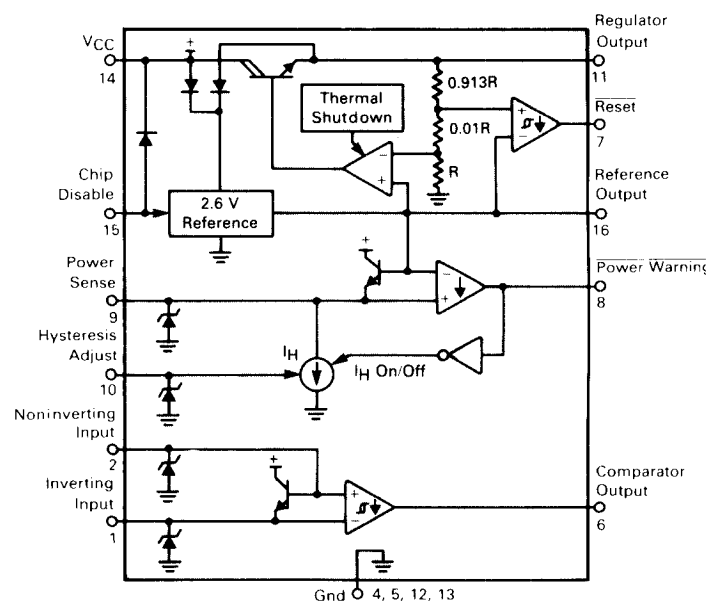 VCC
14
Regulator
Output
11
0.913R
Thermal
Shutdown
0.01R
Reset
7
R
Chip
Disable
15
2.6 V
Reference
Reference
Output
16
Power
Sense
9
Power Warning
8
Hysteresis
Adjust
10
IH
IH On/Off
Noninverting
Input
2
Inverting
Input
1
Comparator
Output
6
Gnd
4, 5, 12, 13